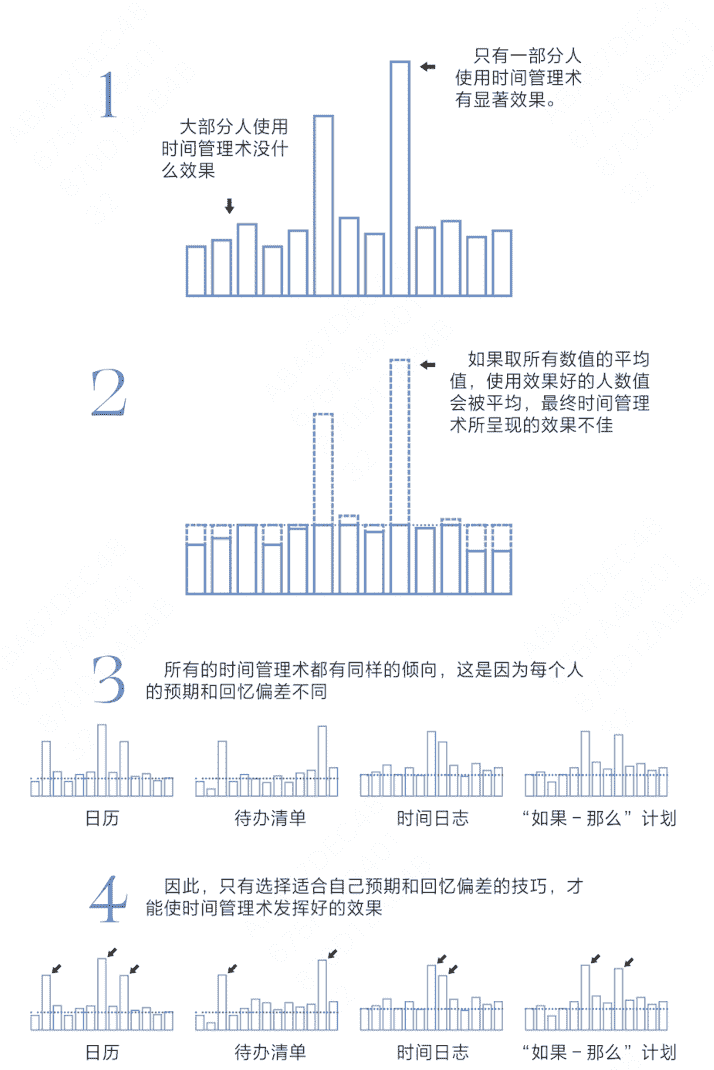 1
只有一部分人
使用时间管理术
有显著效果。
大部分人使用
时间管理术没什
么效果
2
如果取所有数值的平均
值，使用效果好的人数值
会被平均，最终时间管理
术所呈现的效果不佳
3
所有的时间管理术都有同样的倾向，这是因为每个人
的预期和回忆偏差不同
日历
待办清单
时间日志
“如果－那么”计划
4
因此，只有选择适合自己预期和回忆偏差的技巧，才
能使时间管理术发挥好的效果
日历
待办清单
时间日志
“如果－那么”计划